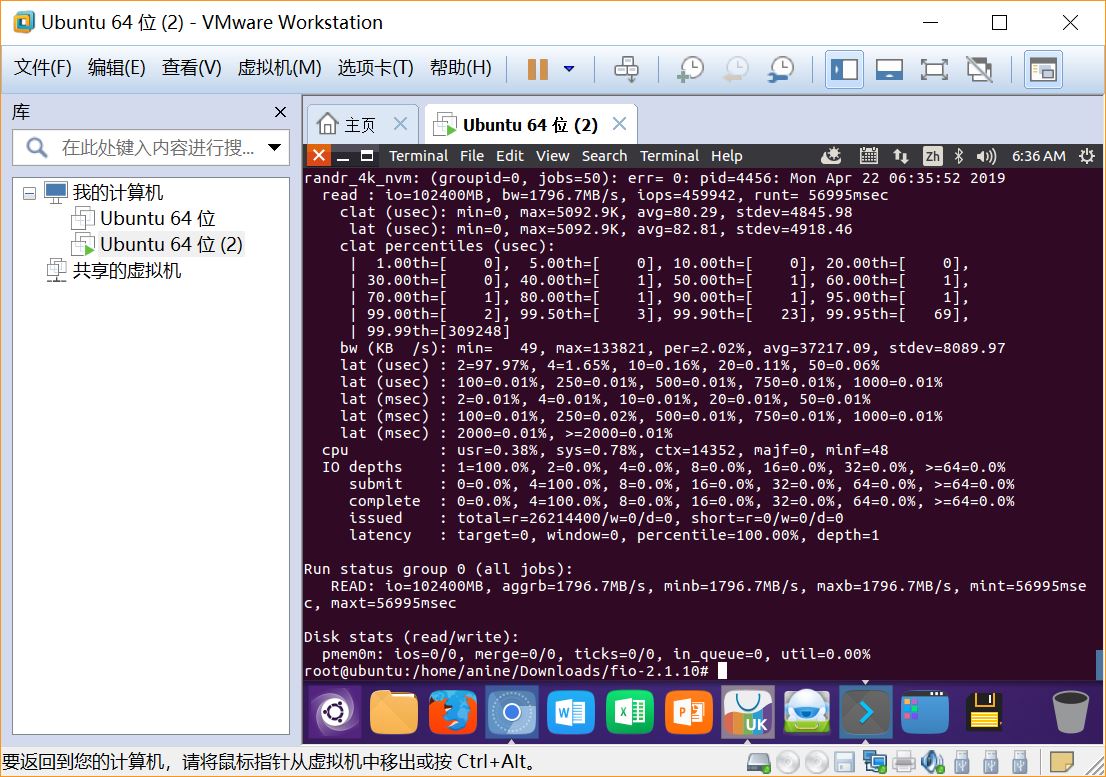 Ubuntu 64 位 (2) - VMware Workstation
文件(F) 编辑(E) 查看(V) 虚拟机(M) 选项卡(T) 帮助(H)
库
在此处键入内容进行搜...
我的计算机
Ubuntu 64 位
Ubuntu 64 位 (2)
共享的虚拟机
主页 Ubuntu 64 位 (2)
Terminal File Edit View Search Terminal Help Zh 6:36 AM
randr_4k_nvm: (groupid=0, jobs=50): err= 0: pid=4456: Mon Apr 22 06:35:52 2019
read : io=102400MB, bw=1796.7MB/s, iops=459942, runt= 56995msec
clat (usec): min=0, max=5092.9K, avg=80.29, stdev=4845.98
lat (usec): min=0, max=5092.9K, avg=82.81, stdev=4918.46
clat percentiles (usec):
| 1.00th=[ 0], 5.00th=[ 0], 10.00th=[ 0], 20.00th=[ 0],
| 30.00th=[ 0], 40.00th=[ 1], 50.00th=[ 1], 60.00th=[ 1],
| 70.00th=[ 1], 80.00th=[ 1], 90.00th=[ 1], 95.00th=[ 1],
| 99.00th=[ 2], 99.50th=[ 3], 99.90th=[ 23], 99.95th=[ 69],
| 99.99th=[309248]
bw (KB /s): min= 49, max=133821, per=2.02%, avg=37217.09, stdev=8089.97
lat (usec) : 2=97.97%, 4=1.65%, 10=0.16%, 20=0.11%, 50=0.06%
lat (usec) : 100=0.01%, 250=0.01%, 500=0.01%, 750=0.01%, 1000=0.01%
lat (msec) : 2=0.01%, 4=0.01%, 10=0.01%, 20=0.01%, 50=0.01%
lat (msec) : 100=0.01%, 250=0.02%, 500=0.01%, 750=0.01%, 1000=0.01%
lat (msec) : 2000=0.01%, >=2000=0.01%
cpu : usr=0.38%, sys=0.78%, ctx=14352, majf=0, minf=48
IO depths : 1=100.0%, 2=0.0%, 4=0.0%, 8=0.0%, 16=0.0%, 32=0.0%, >=64=0.0%
submit : 0=0.0%, 4=100.0%, 8=0.0%, 16=0.0%, 32=0.0%, 64=0.0%, >=64=0.0%
complete : 0=0.0%, 4=100.0%, 8=0.0%, 16=0.0%, 32=0.0%, 64=0.0%, >=64=0.0%
issued : total=r=26214400/w=0/d=0, short=r=0/w=0/d=0
latency : target=0, window=0, percentile=100.00%, depth=1
Run status group 0 (all jobs):
READ: io=102400MB, aggrb=1796.7MB/s, minb=1796.7MB/s, maxb=1796.7MB/s, mint=56995mse
c, maxt=56995msec
Disk stats (read/write):
pmem0m: ios=0/0, merge=0/0, ticks=0/0, in_queue=0, util=0.00%
root@ubuntu:/home/anine/Downloads/fio-2.1.10#
W X P UK
要返回到您的计算机，请将鼠标指针从虚拟机中移出或按 Ctrl+Alt。